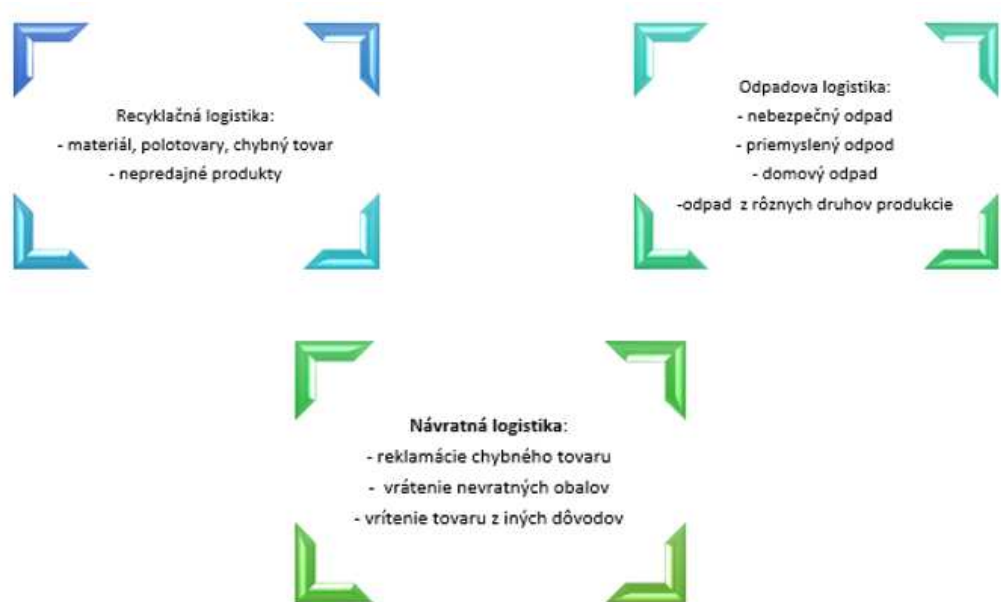 Recyklačná logistika:
- materiál, polotovary, chybný tovar
- nepredajné produkty
Odpadova logistika:
- nebezpečný odpad
- priemyslený odpod
- domový odpad
-odpad z rôznych druhov produkcie
Návratná logistika:
- reklamácie chybného tovaru
- vrátenie nevratných obalov
- vrítenie tovaru z iných dôvodov